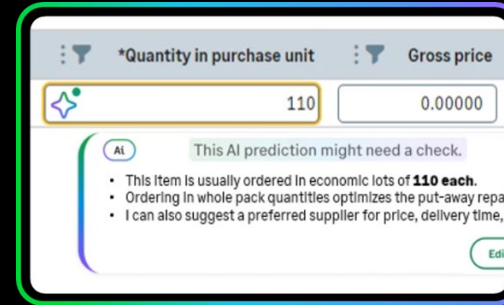 *Quantity in purchase unit Gross price
110 0.00000
Ai This AI prediction might need a check.
• This item is usually ordered in economic lots of 110 each.
• Ordering in whole pack quantities optimizes the put-away repa
• I can also suggest a preferred supplier for price, delivery time,
Edi